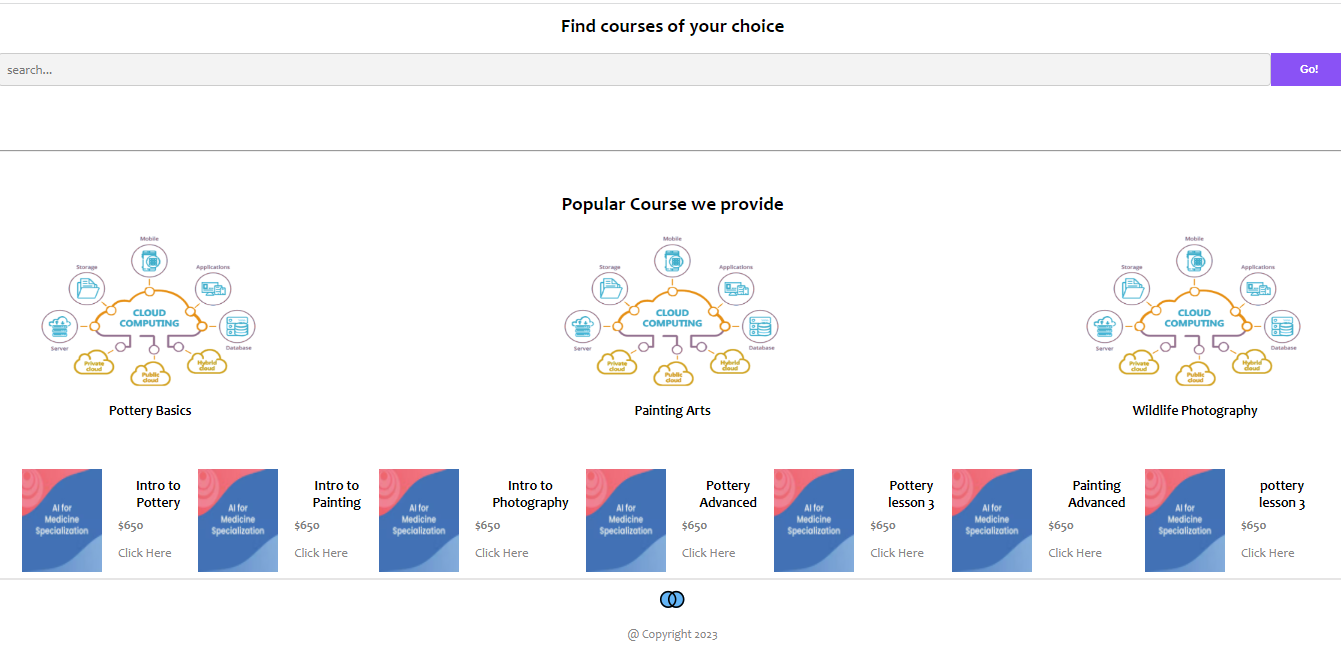 Find courses of your choice
search...
Go!
Popular Course we provide
Mobile
Storage
Applications
CLOUD
COMPUTING
Server
Database
Private
cloud
Public
cloud
Hybrid
cloud
Pottery Basics
Mobile
Storage
Applications
CLOUD
COMPUTING
Server
Database
Private
cloud
Public
cloud
Hybrid
cloud
Painting Arts
Mobile
Storage
Applications
CLOUD
COMPUTING
Server
Database
Private
cloud
Public
cloud
Hybrid
cloud
Wildlife Photography
AI for
Medicine
Specialization
Intro to
Pottery
$650
Click Here
AI for
Medicine
Specialization
Intro to
Painting
$650
Click Here
AI for
Medicine
Specialization
Intro to
Photography
$650
Click Here
AI for
Medicine
Specialization
Pottery
Advanced
$650
Click Here
AI for
Medicine
Specialization
Pottery
lesson 3
$650
Click Here
AI for
Medicine
Specialization
Painting
Advanced
$650
Click Here
AI for
Medicine
Specialization
pottery
lesson 3
$650
Click Here
@ Copyright 2023